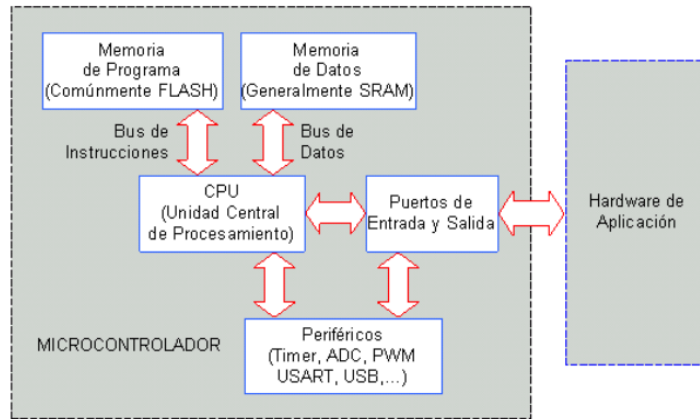 Memoria
de Programa
(Comúnmente FLASH)
Memoria
de Datos
(Generalmente SRAM)
Bus de
Instrucciones
Bus de
Datos
CPU
(Unidad Central
de Procesamiento)
Puertos de
Entrada y Salida
Hardware de
Aplicación
MICROCONTROLADOR
Periféricos
(Timer, ADC, PWM
USART, USB,...)